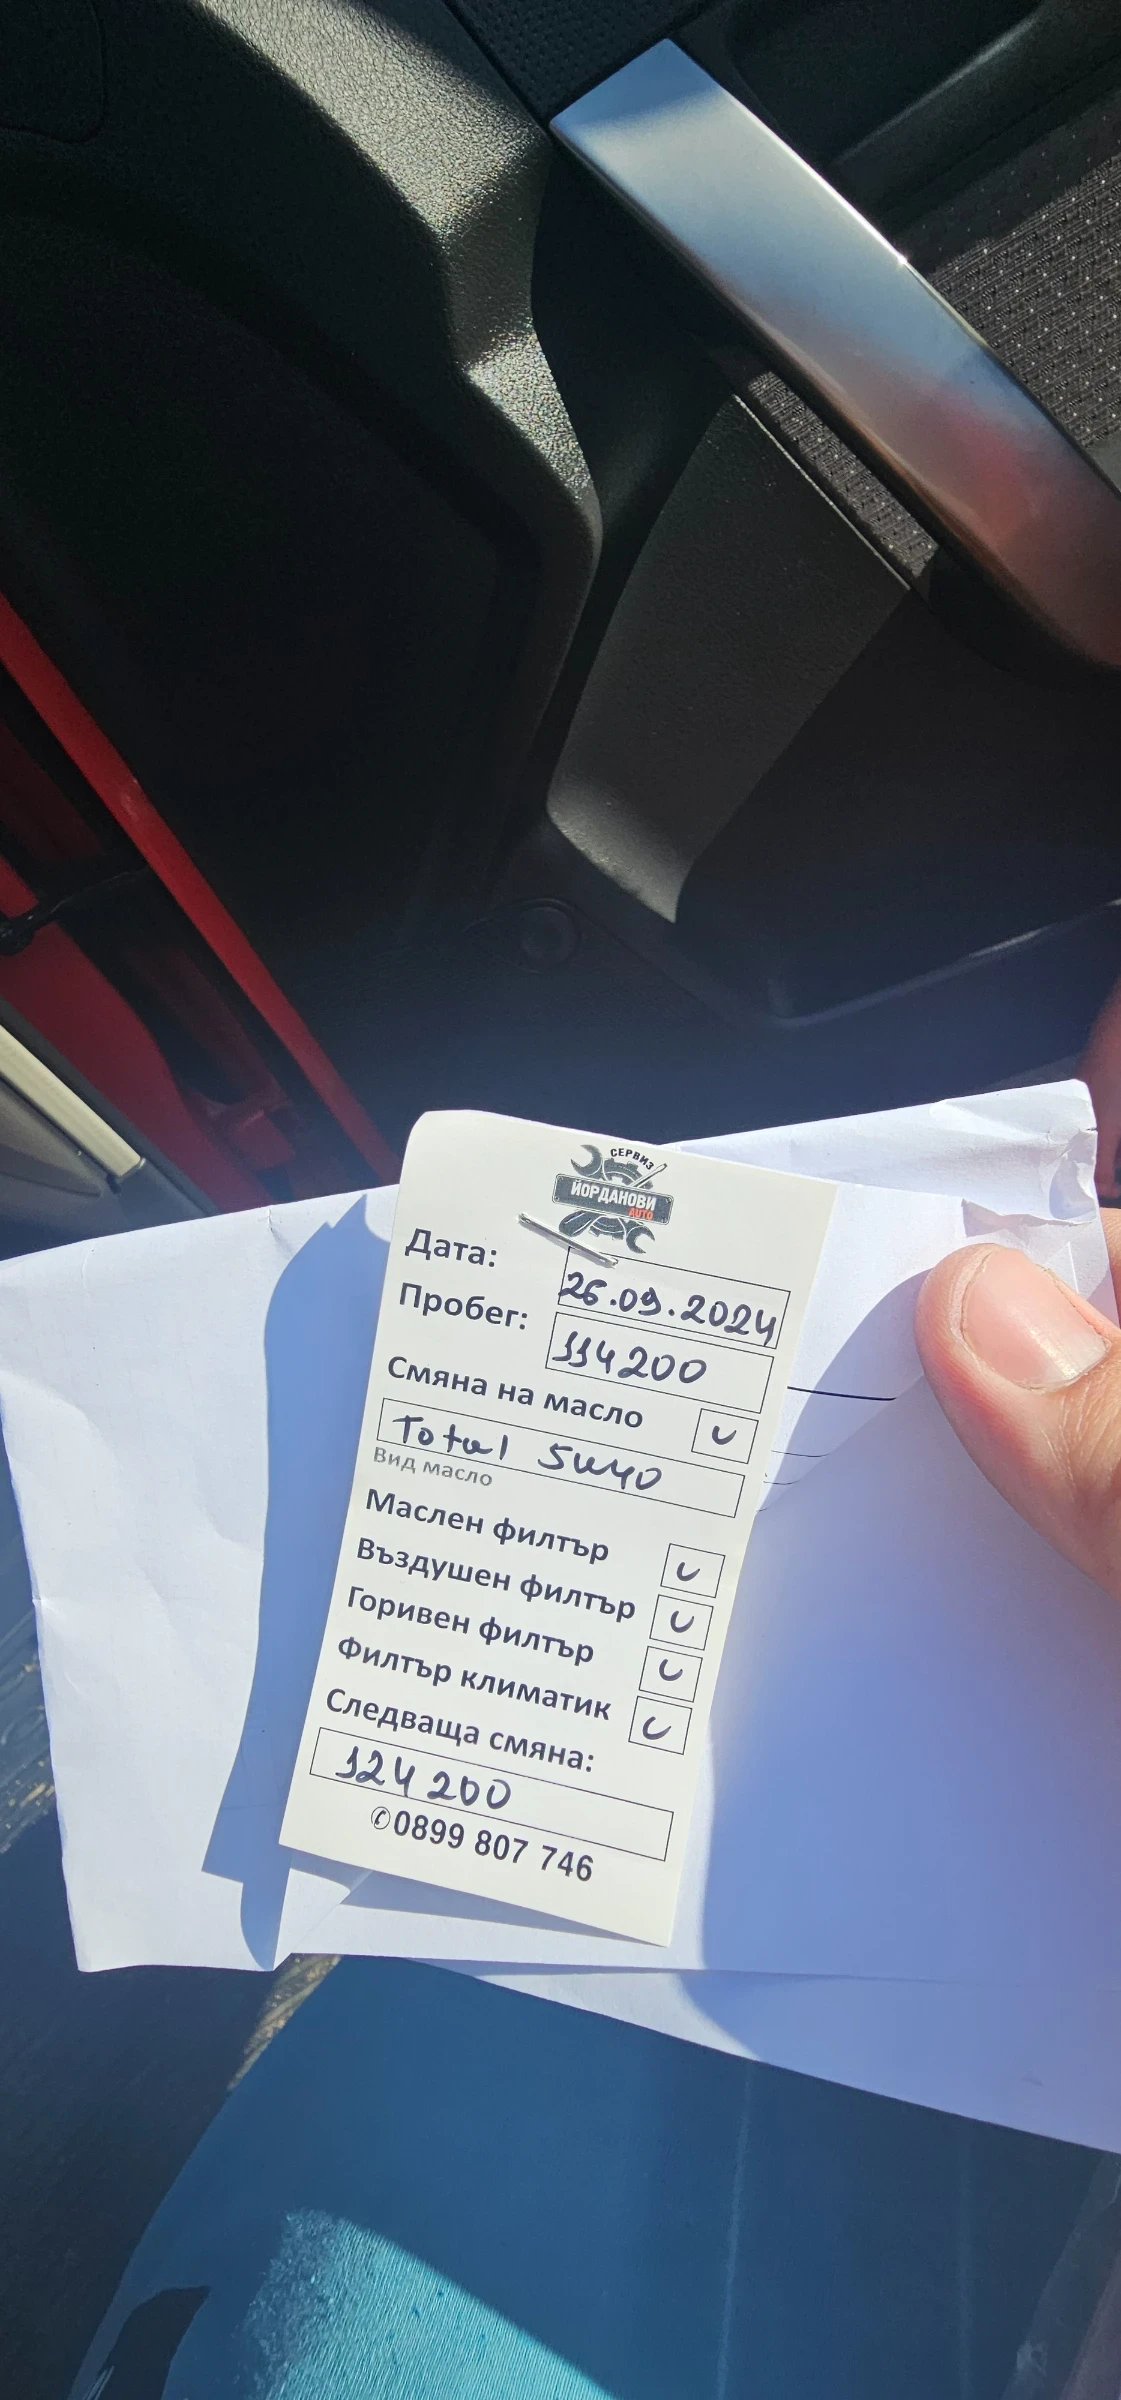 СЕРВИЗ
ЙОРДАНОВИ
AUTO
Дата: 26.09.2024
Пробег: 114200
Смяна на масло
Total 5w40
Вид масло
Маслен филтър
Въздушен филтър
Горивен филтър
Филтър климатик
Следваща смяна:
124200
✆0899 807 746